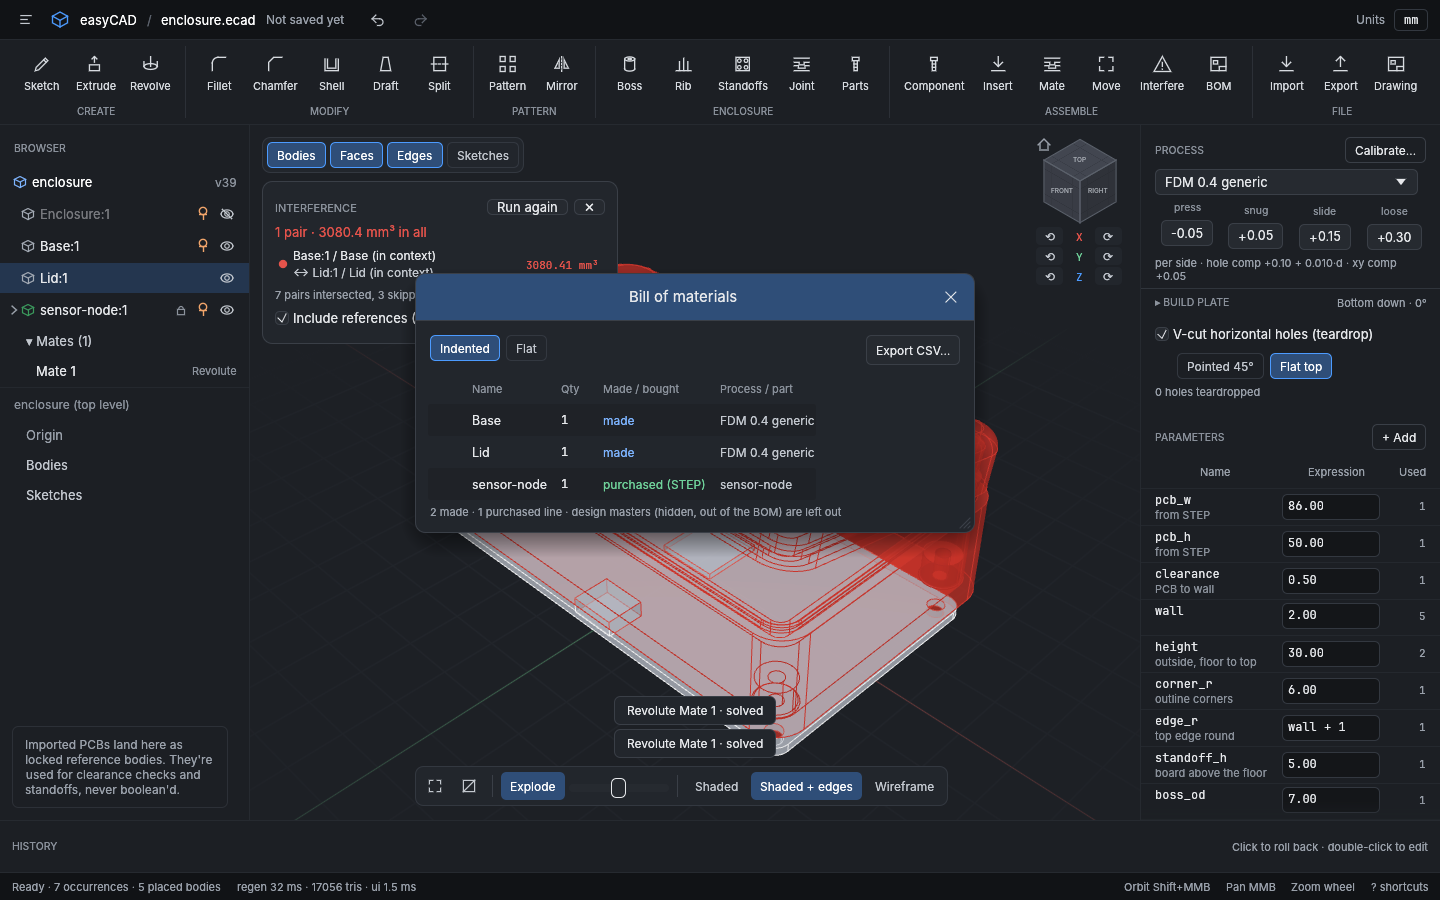 easyCAD / enclosure.ecad Not saved yet
Units mm
Sketch Extrude Revolve Fillet Chamfer Shell Draft Split Pattern Mirror Boss Rib Standoffs Joint Parts Component Insert Mate Move Interfere BOM Import Export Drawing
CREATE MODIFY PATTERN ENCLOSURE ASSEMBLE FILE
BROWSER
enclosure v39
Enclosure:1
Base:1
Lid:1
sensor-node:1
▾ Mates (1)
Mate 1 Revolute
enclosure (top level)
Origin
Bodies
Sketches
Imported PCBs land here as
locked reference bodies. They're
used for clearance checks and
standoffs, never boolean'd.
Bodies Faces Edges Sketches
INTERFERENCE Run again ✕
1 pair · 3080.4 mm³ in all
Base:1 / Base (in context)
↔ Lid:1 / Lid (in context)
3080.41 mm³
7 pairs intersected, 3 skipp
Include references (
TOP
FRONT RIGHT
⟲ X ⟳
⟲ Y ⟳
⟲ Z ⟳
Bill of materials
Indented Flat Export CSV...
Name Qty Made / bought Process / part
Base 1 made FDM 0.4 generic
Lid 1 made FDM 0.4 generic
sensor-node 1 purchased (STEP) sensor-node
2 made · 1 purchased line · design masters (hidden, out of the BOM) are left out
Revolute Mate 1 · solved
Revolute Mate 1 · solved
Explode Shaded Shaded + edges Wireframe
PROCESS Calibrate...
FDM 0.4 generic
press snug slide loose
-0.05 +0.05 +0.15 +0.30
per side · hole comp +0.10 + 0.010·d · xy comp
+0.05
▸ BUILD PLATE Bottom down · 0°
V-cut horizontal holes (teardrop)
Pointed 45° Flat top
0 holes teardropped
PARAMETERS + Add
Name Expression Used
pcb_w 86.00 1
from STEP
pcb_h 50.00 1
from STEP
clearance 0.50 1
PCB to wall
wall 2.00 5
height 30.00 2
outside, floor to top
corner_r 6.00 1
outline corners
edge_r wall + 1 1
top edge round
standoff_h 5.00 1
board above the floor
boss_od 7.00 1
HISTORY Click to roll back · double-click to edit
Ready · 7 occurrences · 5 placed bodies regen 32 ms · 17056 tris · ui 1.5 ms
Orbit Shift+MMB Pan MMB Zoom wheel ? shortcuts